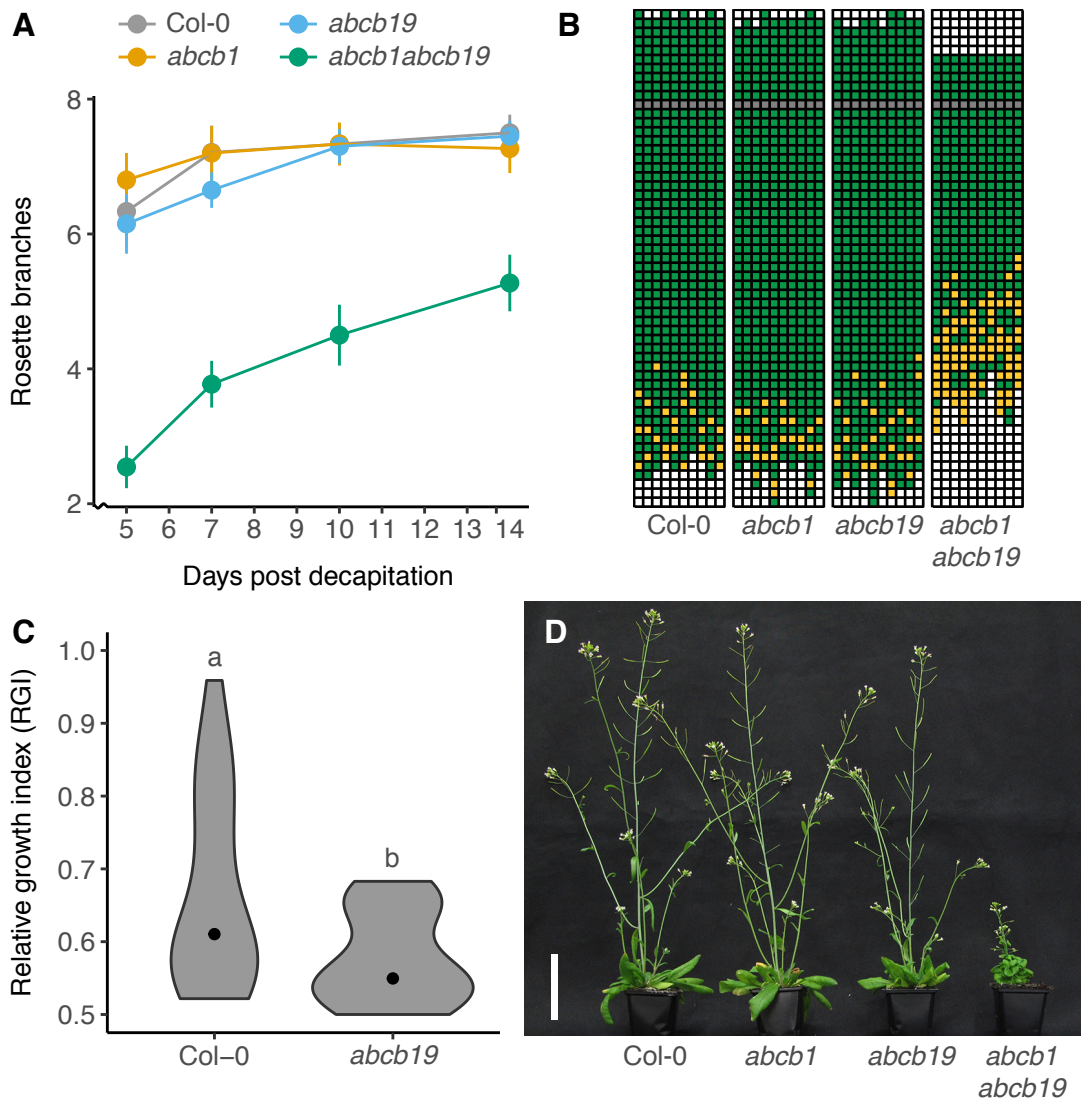 A
Col-0
abcb19
abcb1
abcb1abcb19
8
6
4
2
Rosette branches
5 6 7 8 9 10 11 12 13 14
Days post decapitation
B
Col-0
abcb1
abcb19
abcb1
abcb19
C
1.0
0.9
0.8
0.7
0.6
0.5
Relative growth index (RGI)
a
b
Col−0
abcb19
D
Col-0
abcb1
abcb19
abcb1
abcb19